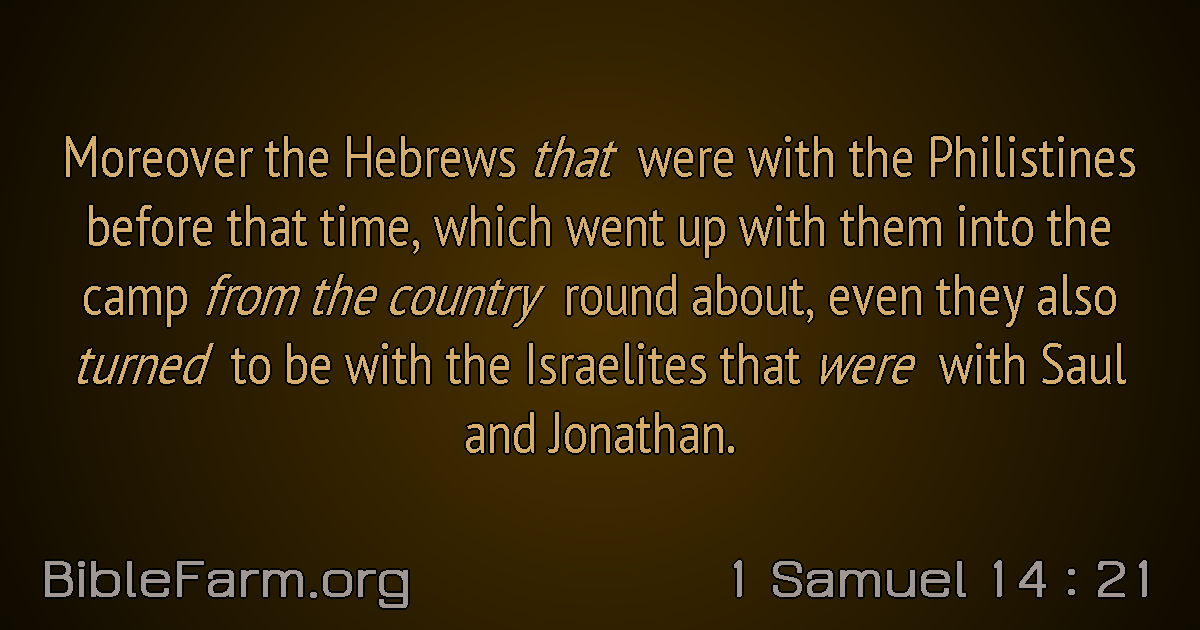 Moreover the Hebrews that were with the Philistines
before that time, which went up with them into the
camp from the country round about, even they also
turned to be with the Israelites that were with Saul
and Jonathan.
BibleFarm.org
1 Samuel 14 : 21